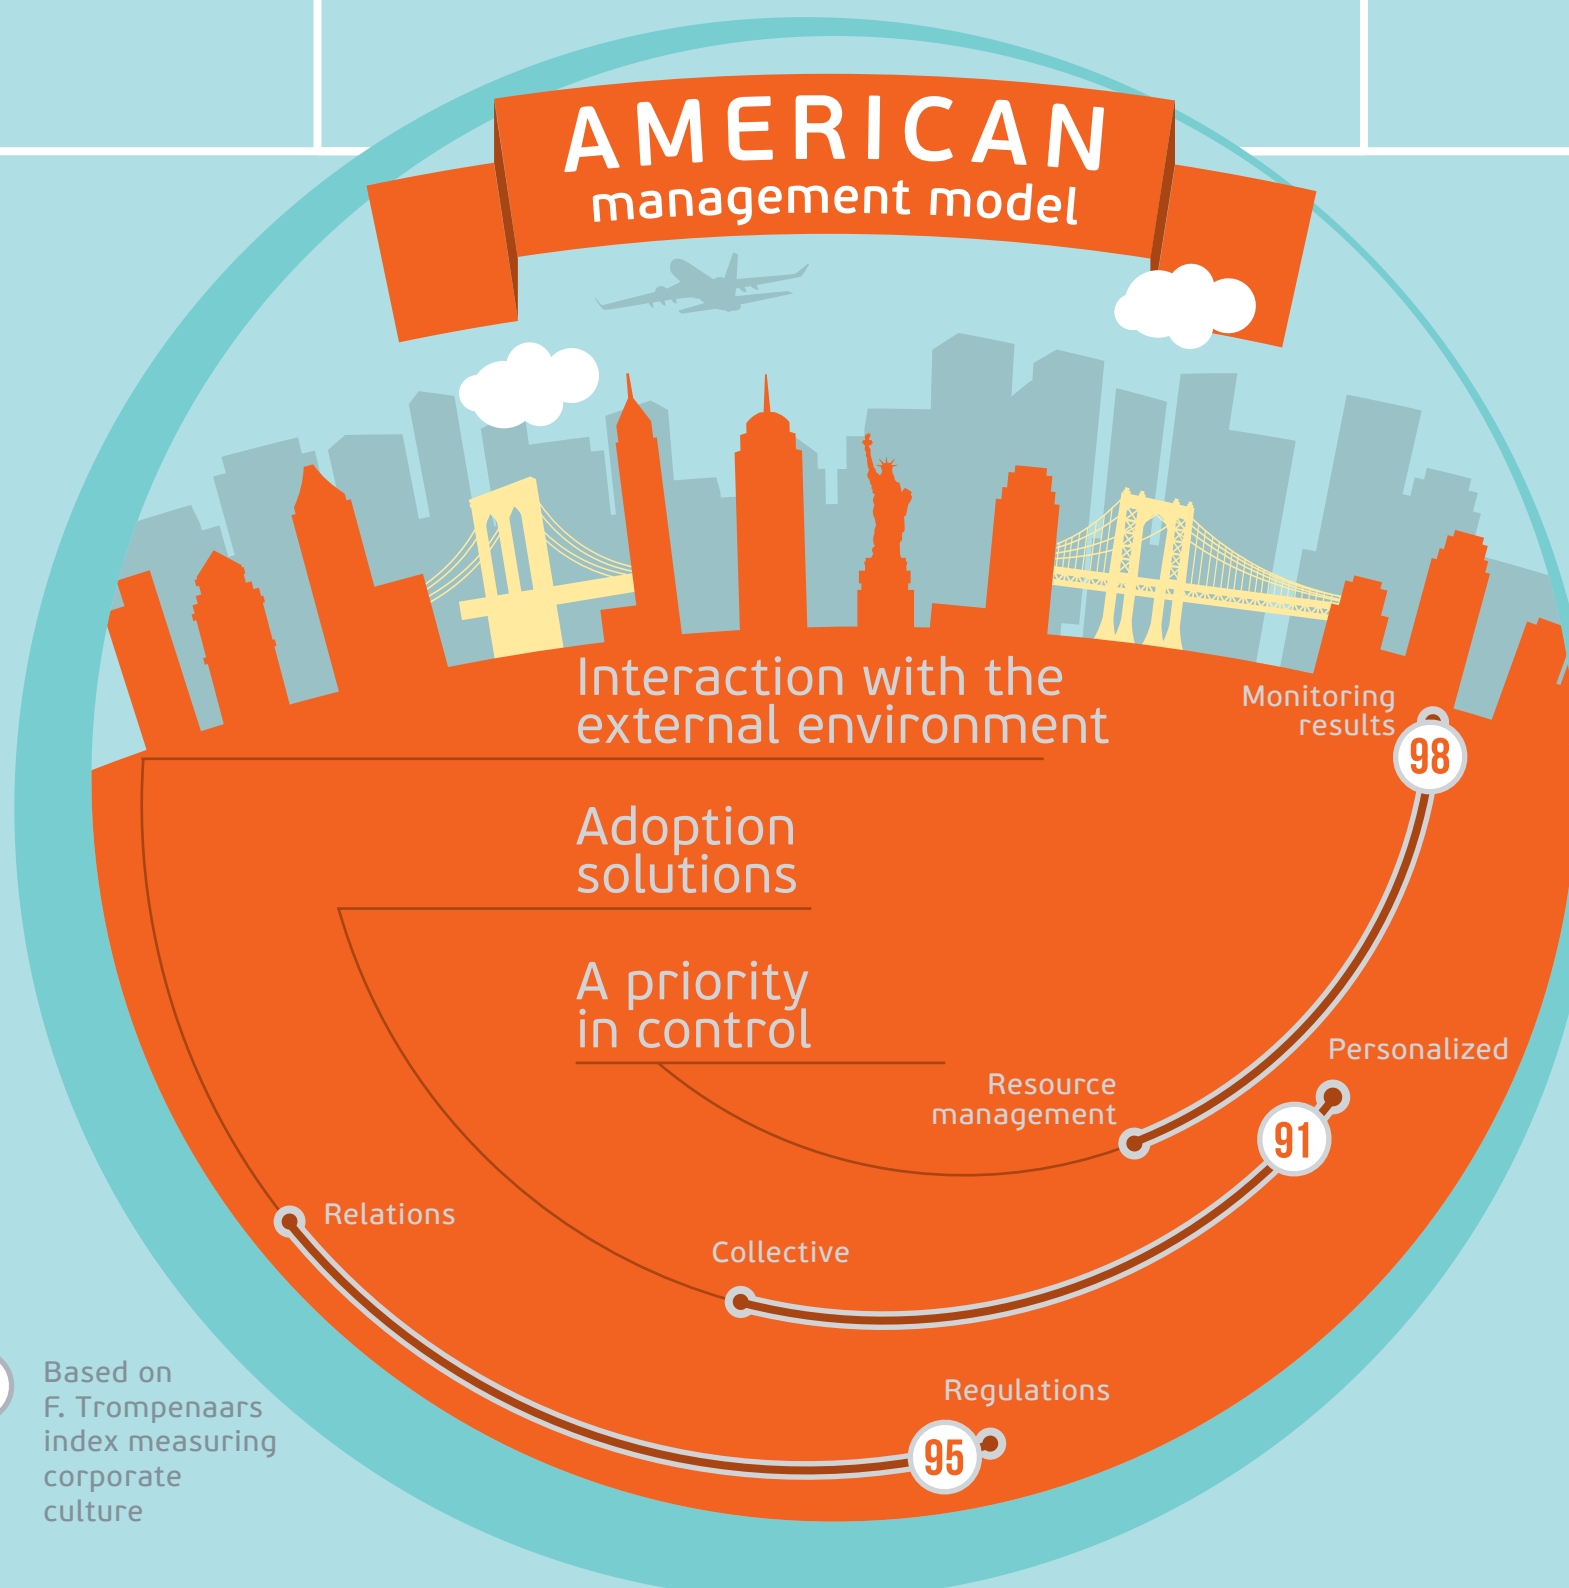 AMERICAN
management model
Interaction with the
external environment
Monitoring
results
98
Adoption
solutions
A priority
in control
Personalized
Resource
management
91
Relations
Collective
Regulations
95
Based on
F. Trompenaars
index measuring
corporate
culture